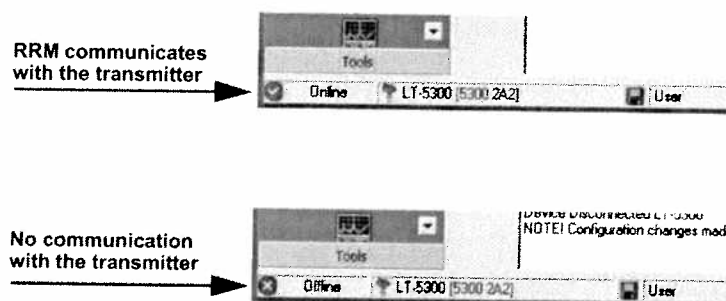 RRM communicates
with the transmitter
Tools
Online LT-5300 [5300 2A2] User
No communication
with the transmitter
Device Disconnected LT-5300
NOTE! Configuration changes mad
Tools
Offline LT-5300 [5300 2A2] User